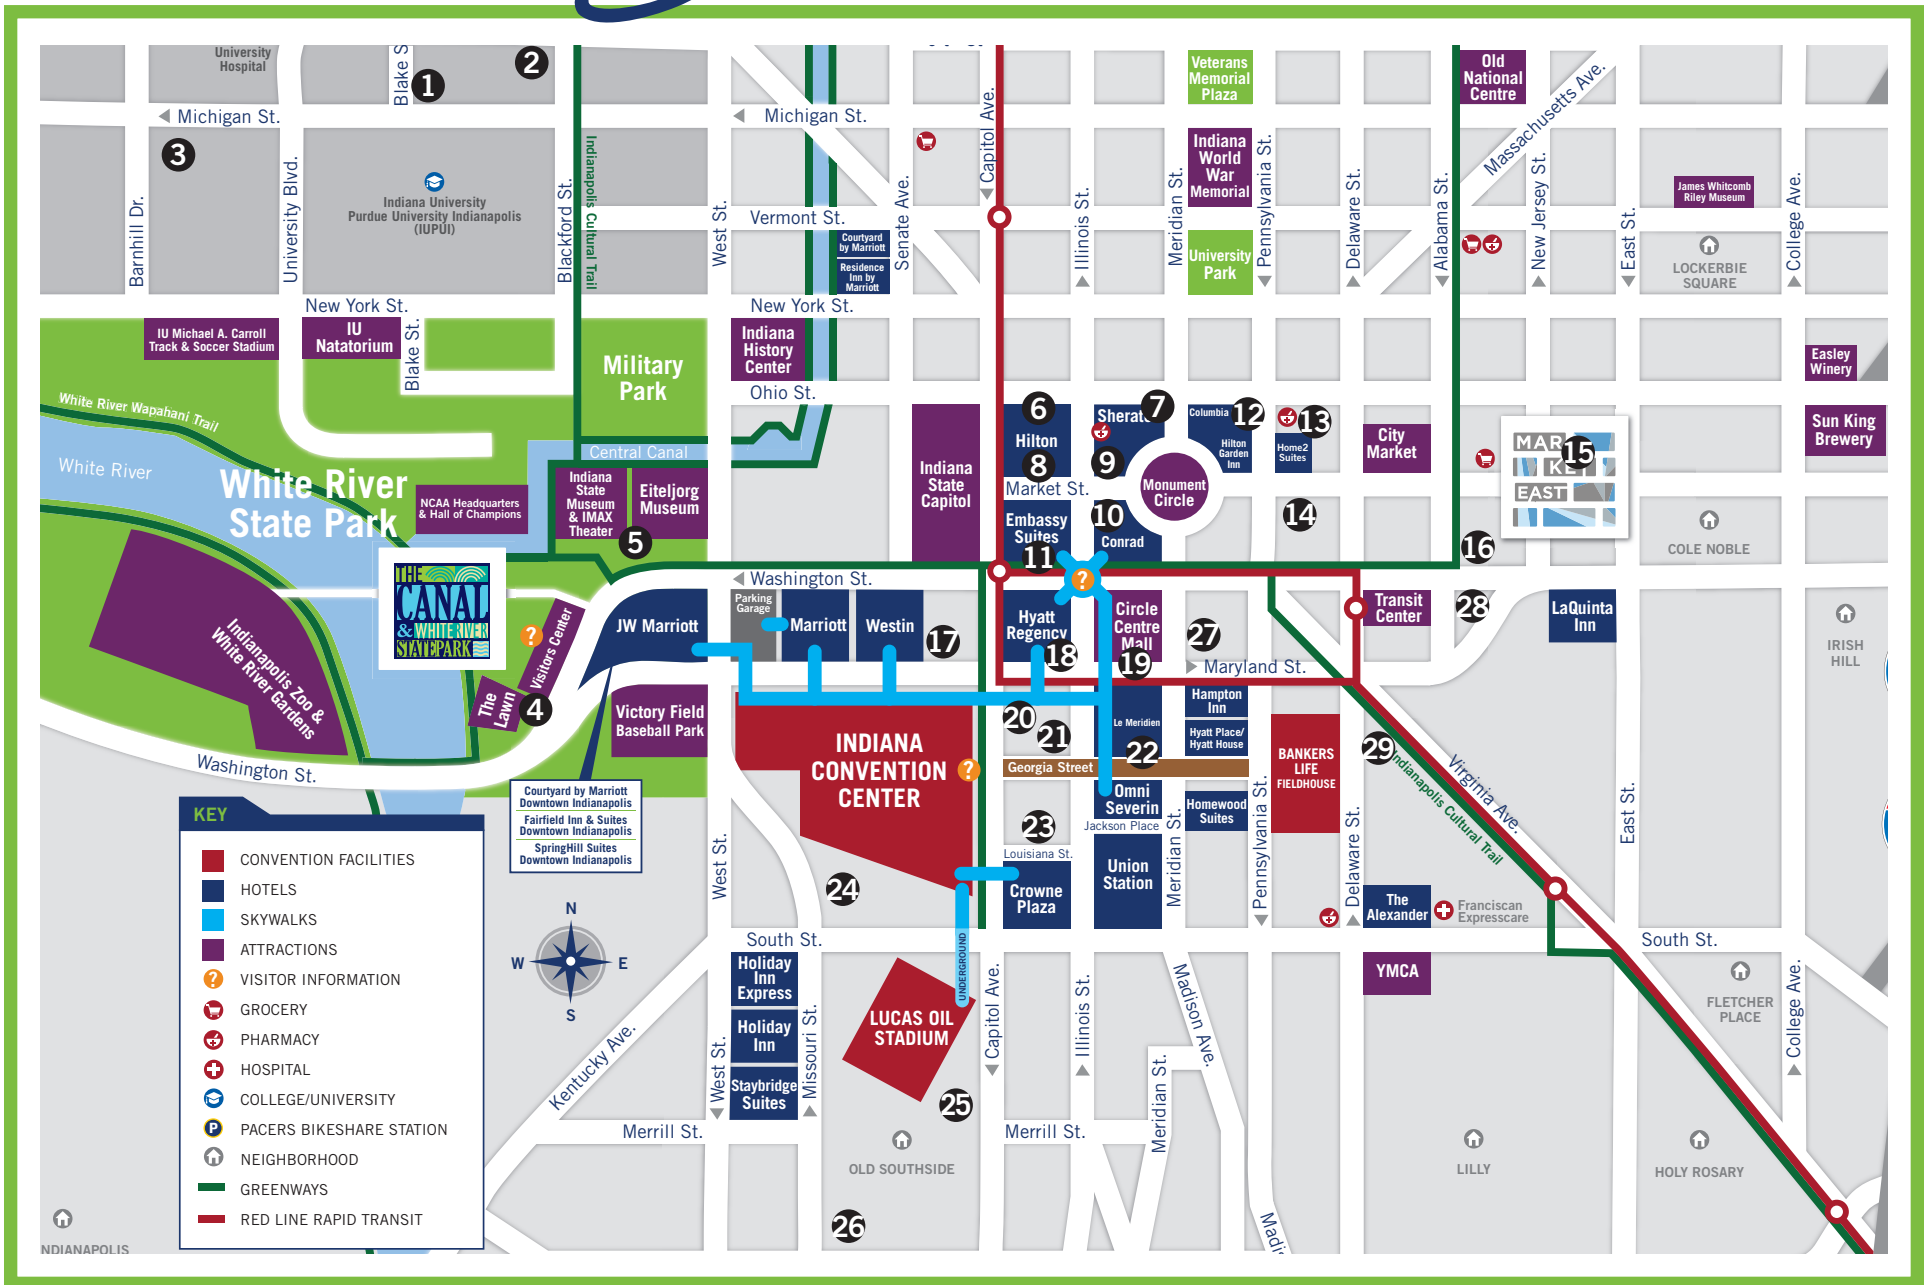 University
Hospital
Blake S
1
2
Michigan St.
Michigan St.
3
Indiana University
Purdue University Indianapolis
(IUPUI)
Barnhill Dr.
University Blvd.
Blackford St.
Indianapolis Cultural Trail
West St.
Vermont St.
Courtyard
by Marriott
Residence
Inn by
Marriott
Senate Ave.
Capitol Ave.
Illinois St.
Meridian St.
Veterans
Memorial
Plaza
Indiana
World
War
Memorial
University
Park
Pennsylvania St.
Delaware St.
Alabama St.
Old
National
Centre
Massachusetts Ave.
New Jersey St.
East St.
James Whitcomb
Riley Museum
College Ave.
LOCKERBIE
SQUARE
New York St.
New York St.
IU Michael A. Carroll
Track & Soccer Stadium
IU
Natatorium
Blake St.
Military
Park
Indiana
History
Center
Ohio St.
Easley
Winery
Sun King
Brewery
White River Wapahani Trail
White River
White River
State Park
Central Canal
NCAA Headquarters
& Hall of Champions
Indiana
State
Museum
& IMAX
Theater
Eiteljorg
Museum
5
Indiana
State
Capitol
6
Hilton
8
Market St.
Embassy
Suites
11
Sherat
7
9
10
Conrad
Monument
Circle
Columbia
12
Hilton
Garden
Inn
13
Home2
Suites
14
City
Market
MAR
KE
EAST
15
16
COLE NOBLE
THE
CANAL
& WHITE RIVER
STATE PARK
Indianapolis Zoo &
White River Gardens
Visitors Center
The
Lawn
4
Washington St.
Washington St.
JW Marriott
Parking
Garage
Marriott
Westin
17
Hyatt
Regency
18
Circle
Centre
Mall
19
27
Maryland St.
Transit
Center
28
LaQuinta
Inn
IRISH
HILL
Victory Field
Baseball Park
INDIANA
CONVENTION
CENTER
20
21
Le Meridien
22
Georgia Street
Hampton
Inn
Hyatt Place/
Hyatt House
BANKERS
LIFE
FIELDHOUSE
29
Indianapolis Cultural Trail
Virginia Ave.
Courtyard by Marriott
Downtown Indianapolis
Fairfield Inn & Suites
Downtown Indianapolis
SpringHill Suites
Downtown Indianapolis
West St.
24
23
Louisiana St.
Crowne
Plaza
Omni
Severin
Jackson Place
Union
Station
Homewood
Suites
Meridian St.
Pennsylvania St.
Delaware St.
The
Alexander
Franciscan
Expresscare
East St.
KEY
CONVENTION FACILITIES
HOTELS
SKYWALKS
ATTRACTIONS
VISITOR INFORMATION
GROCERY
PHARMACY
HOSPITAL
COLLEGE/UNIVERSITY
P
PACERS BIKESHARE STATION
NEIGHBORHOOD
GREENWAYS
RED LINE RAPID TRANSIT
N
W
E
S
South St.
South St.
UNDERGROUND
Holiday
Inn
Express
Holiday
Inn
Staybridge
Suites
Kentucky Ave.
West St.
Missouri St.
LUCAS OIL
STADIUM
25
Capitol Ave.
Illinois St.
Meridian St.
Madison Ave.
YMCA
FLETCHER
PLACE
College Ave.
Merrill St.
Merrill St.
OLD SOUTHSIDE
26
LILLY
HOLY ROSARY
Madis
NDIANAPOLIS